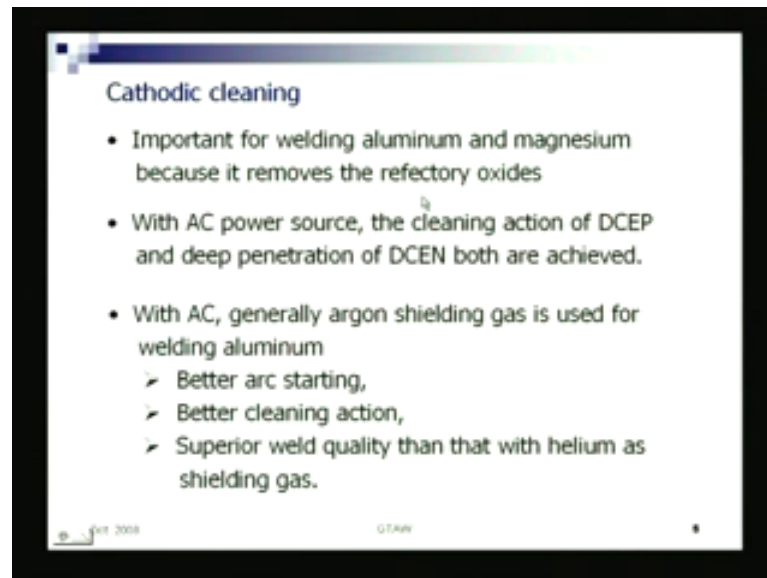 Cathodic cleaning
• Important for welding aluminum and magnesium
because it removes the refectory oxides
• With AC power source, the cleaning action of DCEP
and deep penetration of DCEN both are achieved.
• With AC, generally argon shielding gas is used for
welding aluminum
➢ Better arc starting,
➢ Better cleaning action,
➢ Superior weld quality than that with helium as
shielding gas.
Oct 2008 GTAW